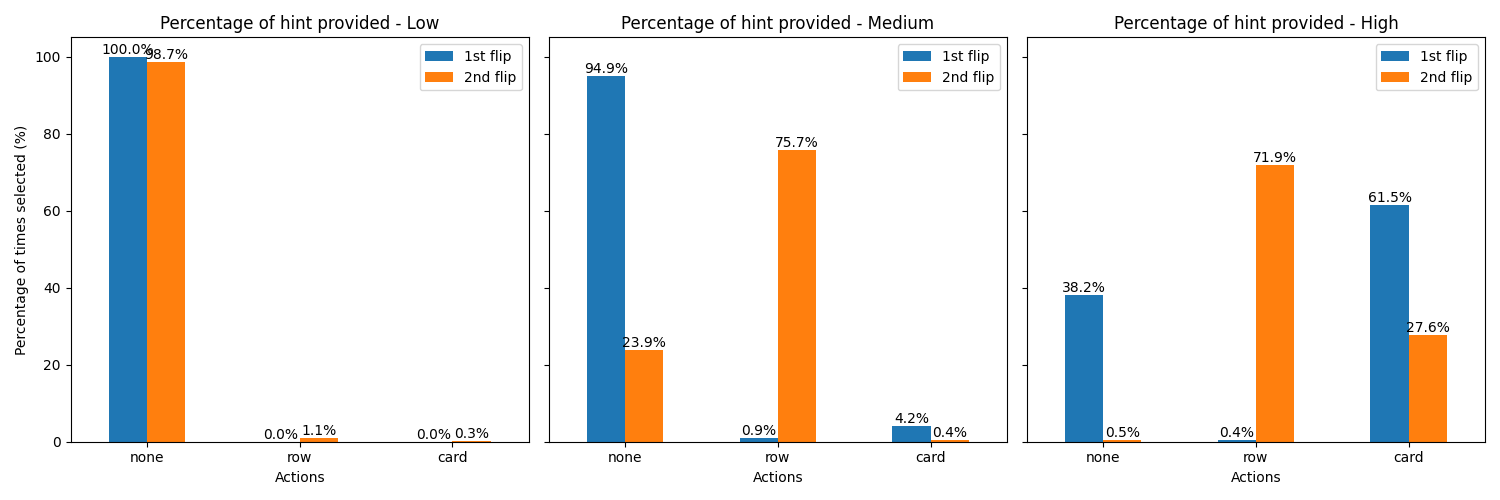 Percentage of hint provided - Low
Percentage of times selected (%)
100
80
60
40
20
0
100.0%
98.7%
0.0%
1.1%
0.0%
0.3%
1st flip
2nd flip
none
row
card
Actions
Percentage of hint provided - Medium
94.9%
23.9%
0.9%
75.7%
4.2%
0.4%
1st flip
2nd flip
none
row
card
Actions
Percentage of hint provided - High
38.2%
0.5%
0.4%
71.9%
61.5%
27.6%
1st flip
2nd flip
none
row
card
Actions